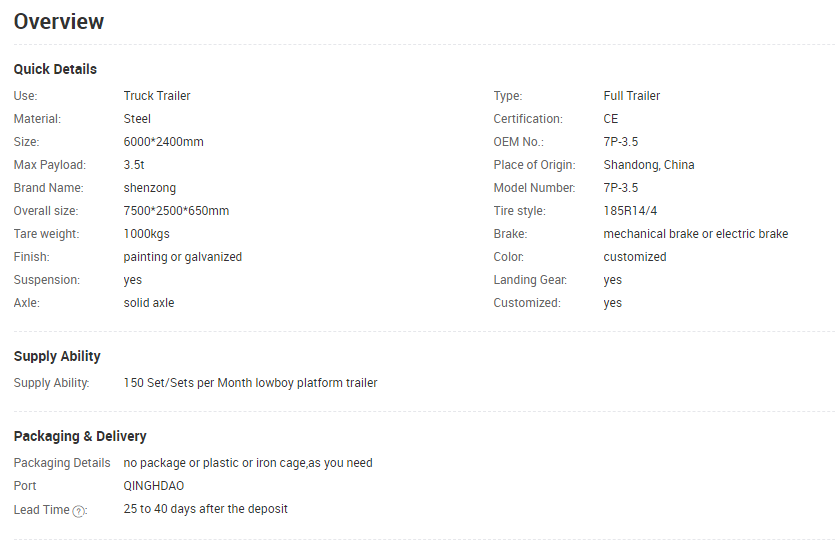 Overview
Quick Details
Use: Truck Trailer Type: Full Trailer
Material: Steel Certification: CE
Size: 6000*2400mm OEM No.: 7P-3.5
Max Payload: 3.5t Place of Origin: Shandong, China
Brand Name: shenzong Model Number: 7P-3.5
Overall size: 7500*2500*650mm Tire style: 185R14/4
Tare weight: 1000kgs Brake: mechanical brake or electric brake
Finish: painting or galvanized Color: customized
Suspension: yes Landing Gear: yes
Axle: solid axle Customized: yes
Supply Ability
Supply Ability: 150 Set/Sets per Month lowboy platform trailer
Packaging & Delivery
Packaging Details no package or plastic or iron cage,as you need
Port QINGHDAO
Lead Time ?: 25 to 40 days after the deposit